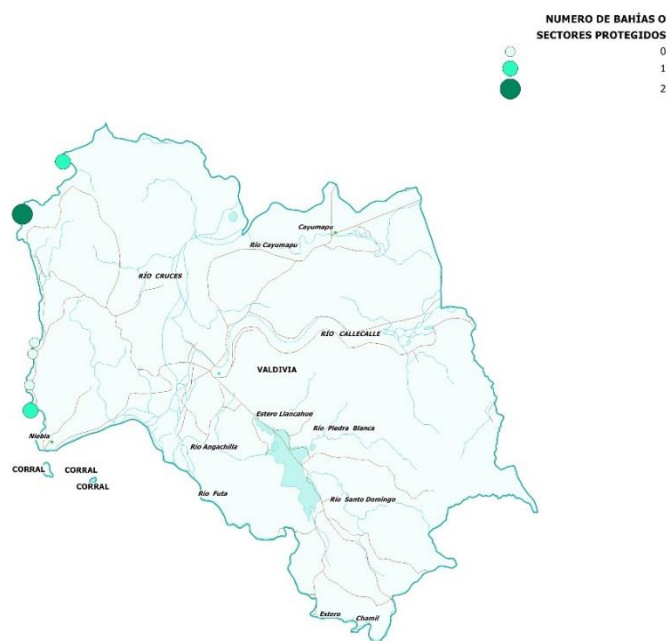 NUMERO DE BAHÍAS O
SECTORES PROTEGIDOS
0
1
2
Cayumapu
Río Cayumapu
RÍO CRUCES
RÍO CALLECALLE
VALDIVIA
Estero Llancahue
Río Piedra Blanca
Niebla
Río Angachilla
CORRAL
CORRAL
CORRAL
Río Futa
Río Santo Domingo
Estero Chamil